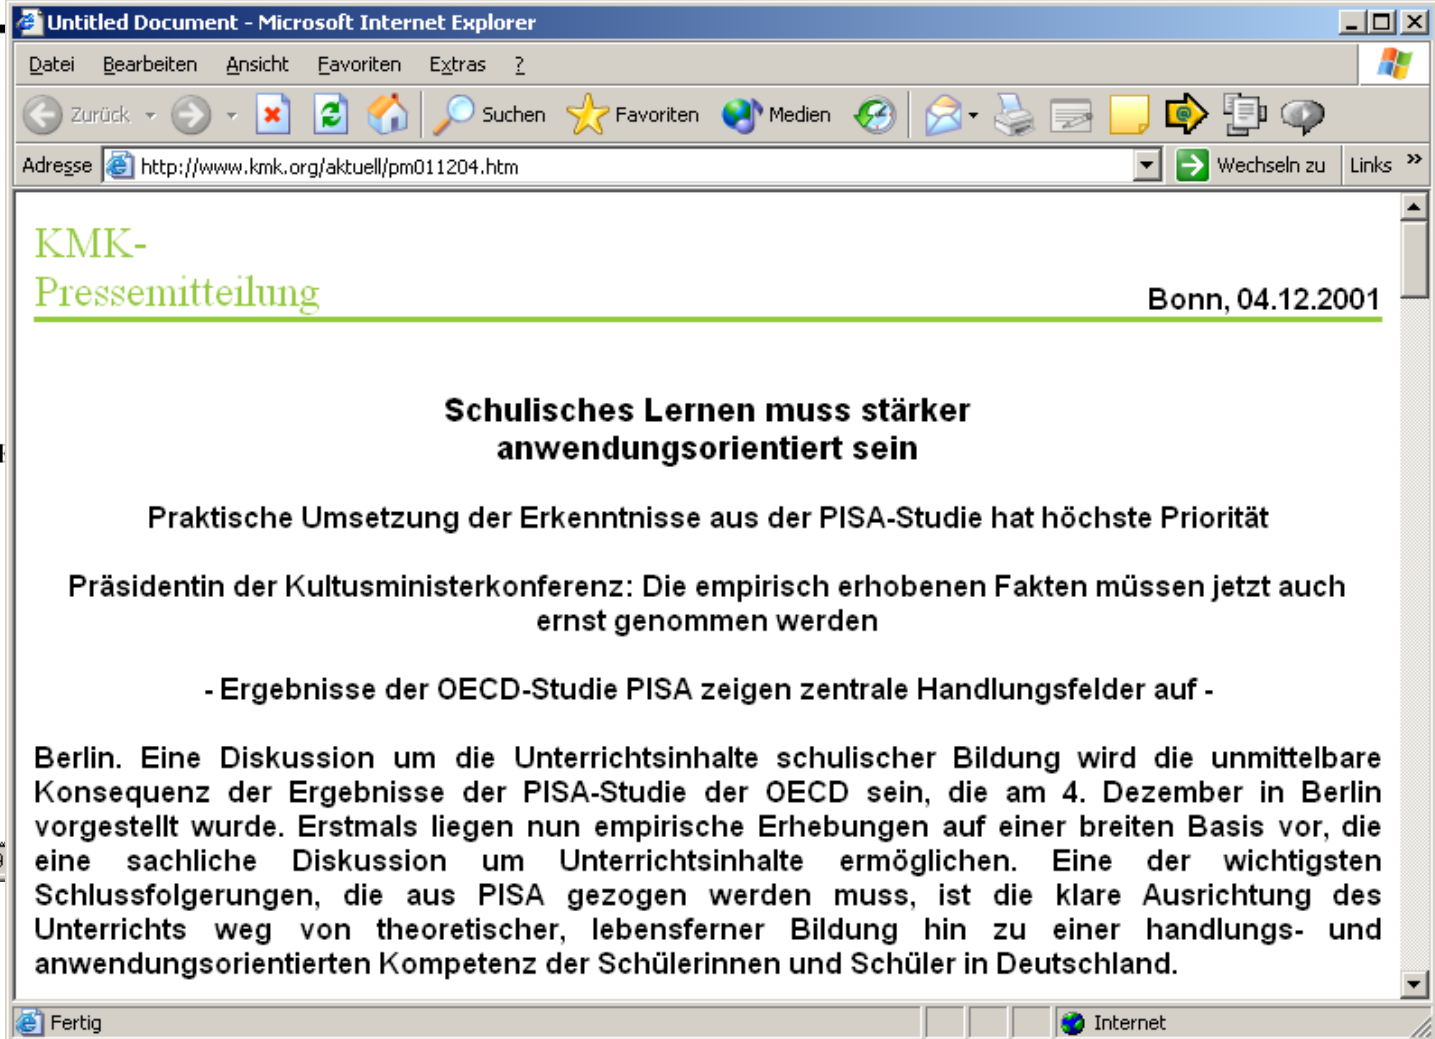 Untitled Document - Microsoft Internet Explorer
Datei Bearbeiten Ansicht Favoriten Extras ?
Zurück Suchen Favoriten Medien
Adresse http://www.kmk.org/aktuell/pm011204.htm Wechseln zu Links »
KMK-
Pressemitteilung Bonn, 04.12.2001
Schulisches Lernen muss stärker
anwendungsorientiert sein
Praktische Umsetzung der Erkenntnisse aus der PISA-Studie hat höchste Priorität
Präsidentin der Kultusministerkonferenz: Die empirisch erhobenen Fakten müssen jetzt auch
ernst genommen werden
- Ergebnisse der OECD-Studie PISA zeigen zentrale Handlungsfelder auf -
Berlin. Eine Diskussion um die Unterrichtsinhalte schulischer Bildung wird die unmittelbare
Konsequenz der Ergebnisse der PISA-Studie der OECD sein, die am 4. Dezember in Berlin
vorgestellt wurde. Erstmals liegen nun empirische Erhebungen auf einer breiten Basis vor, die
eine sachliche Diskussion um Unterrichtsinhalte ermöglichen. Eine der wichtigsten
Schlussfolgerungen, die aus PISA gezogen werden muss, ist die klare Ausrichtung des
Unterrichts weg von theoretischer, lebensferner Bildung hin zu einer handlungs- und
anwendungsorientierten Kompetenz der Schülerinnen und Schüler in Deutschland.
Fertig Internet